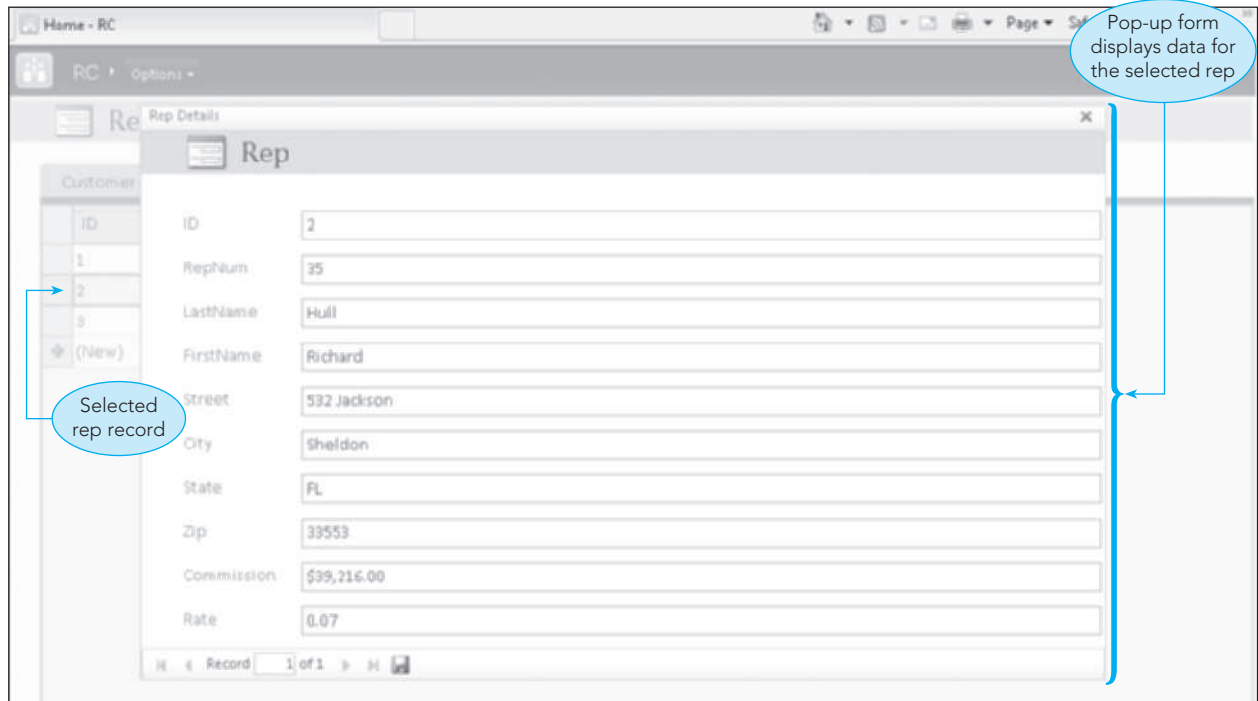 Home - RC
Page
Pop-up form
displays data for
the selected rep
RC Options
Re
Rep Details
Rep
Customer
ID
1
2
3
(New)
Selected
rep record
ID 2
RepNum 35
LastName Hull
FirstName Richard
Street 532 Jackson
City Sheldon
State FL
Zip 33553
Commission $39,216.00
Rate 0.07
Record 1 of 1